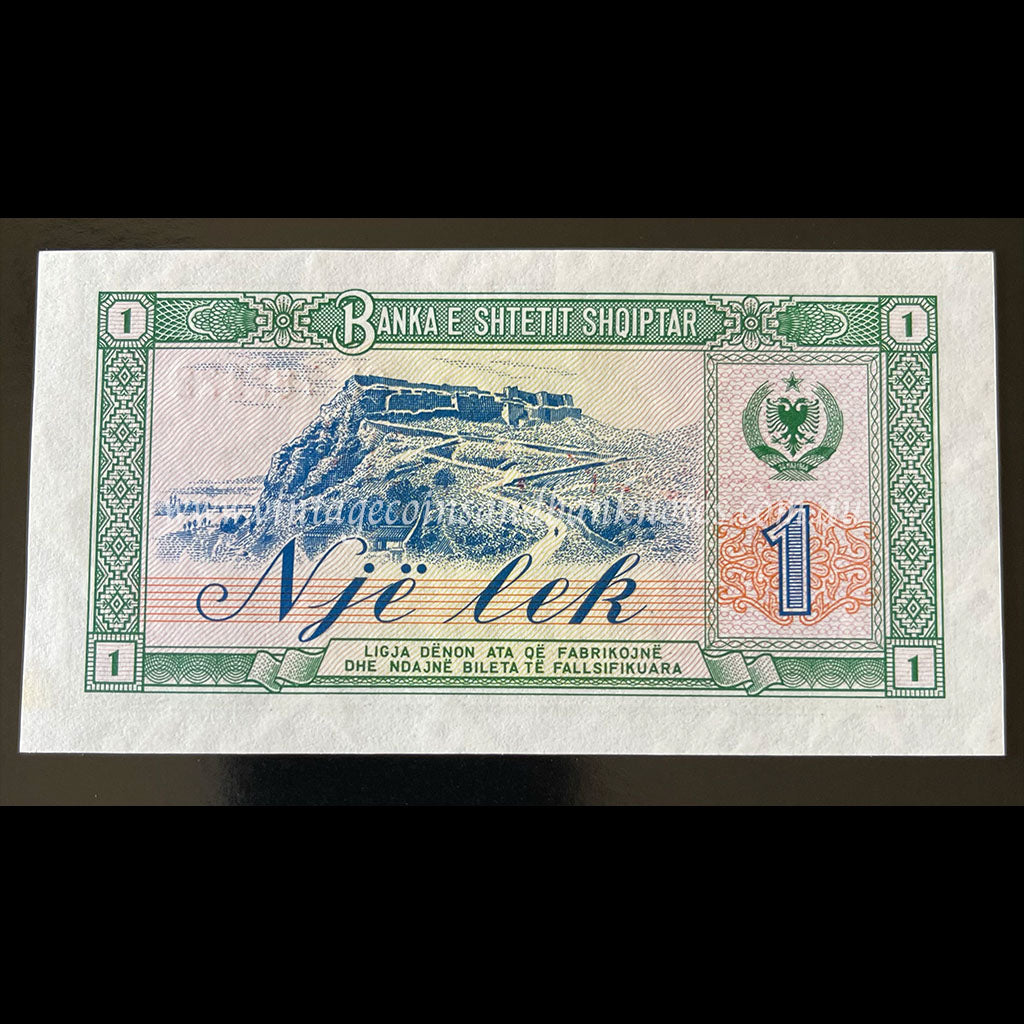 1
BANKA E SHTETIT SHQIPTAR
1
1
Një lek
1
LIGJA DËNON ATA QË FABRIKOJNË
DHE NDAJNË BILETA TË FALLSIFIKUARA
1